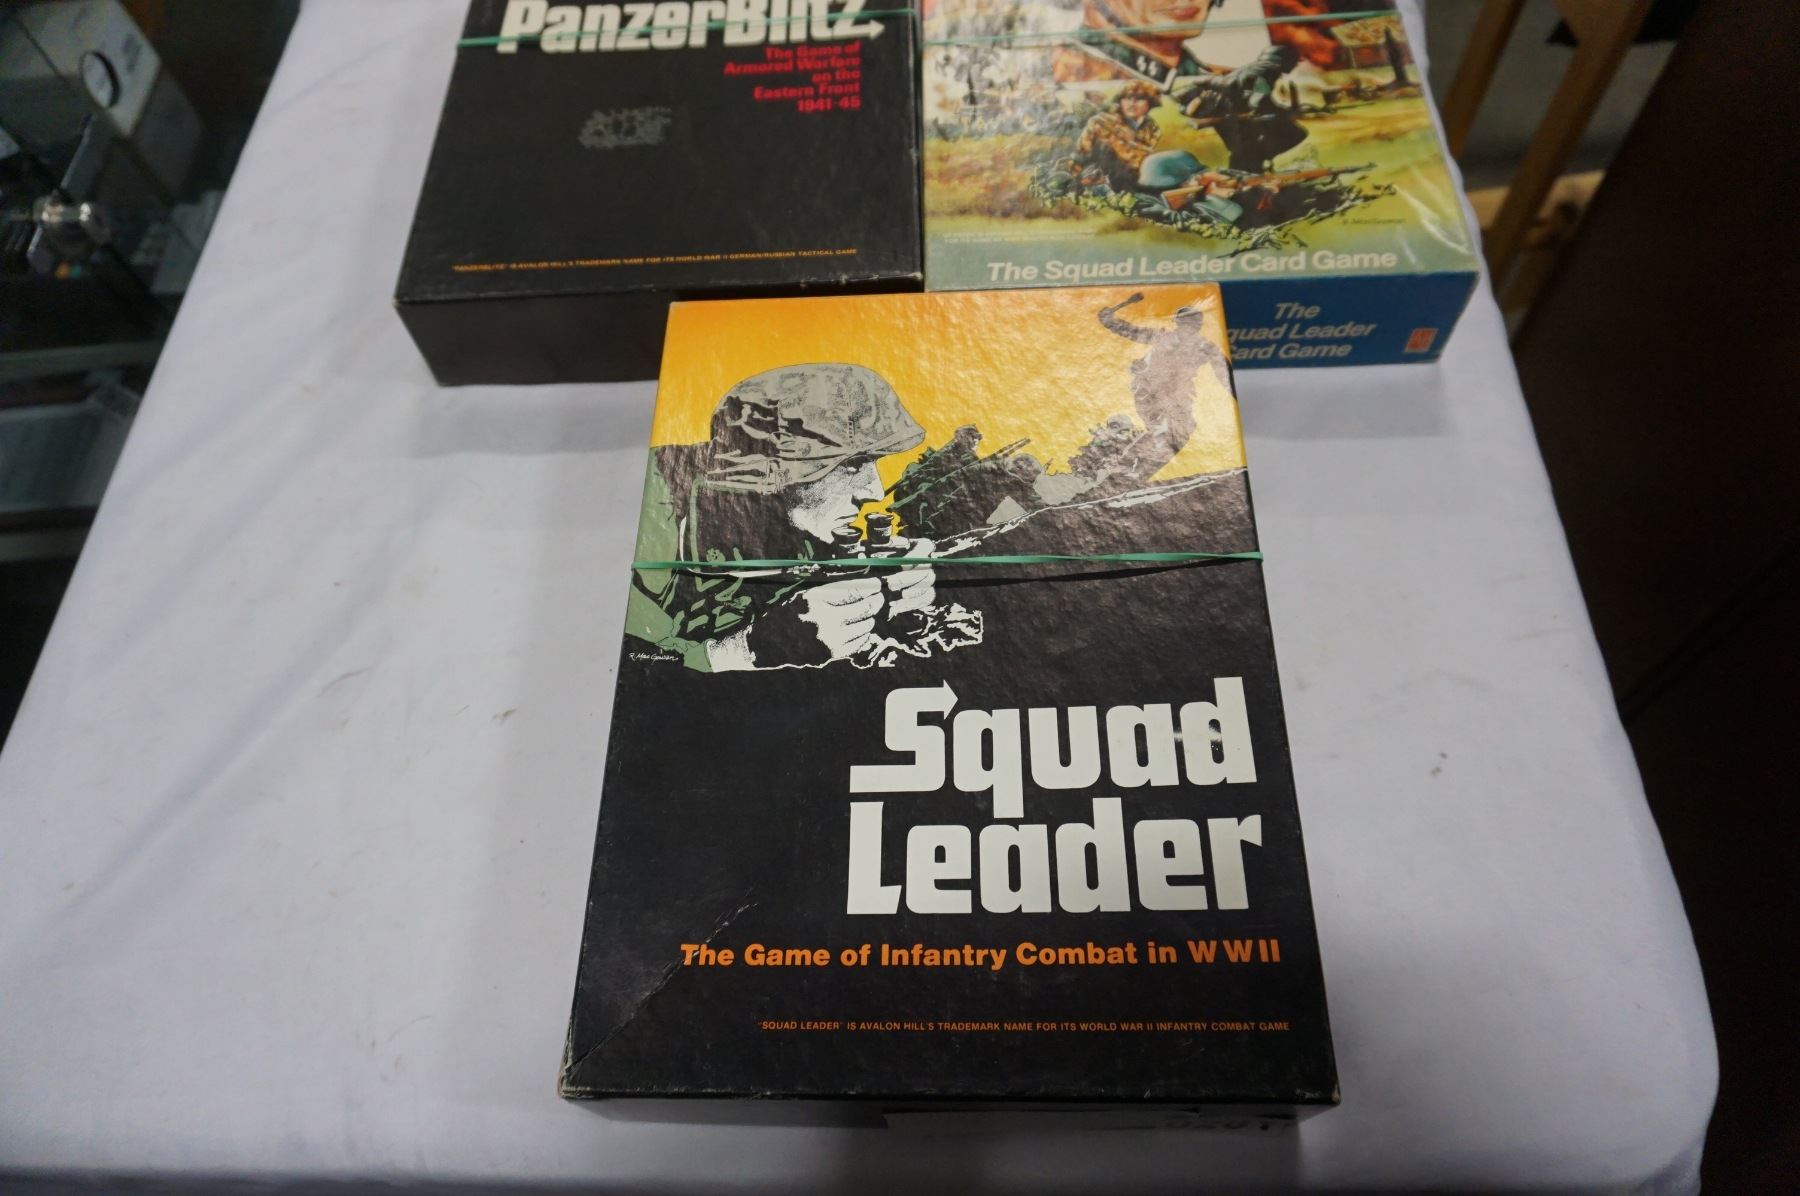 PanzerBlitz
The Game of
Armored Warfare
on the
Eastern Front
1941-45
"PANZERBLITZ" IS AVALON HILL'S TRADEMARK NAME FOR ITS WORLD WAR II GERMAN/RUSSIAN TACTICAL GAME
The Squad Leader Card Game
The
quad Leader
Card Game
R. MacGowan
Squad
Leader
The Game of Infantry Combat in WWII
"SQUAD LEADER" IS AVALON HILL'S TRADEMARK NAME FOR ITS WORLD WAR II INFANTRY COMBAT GAME